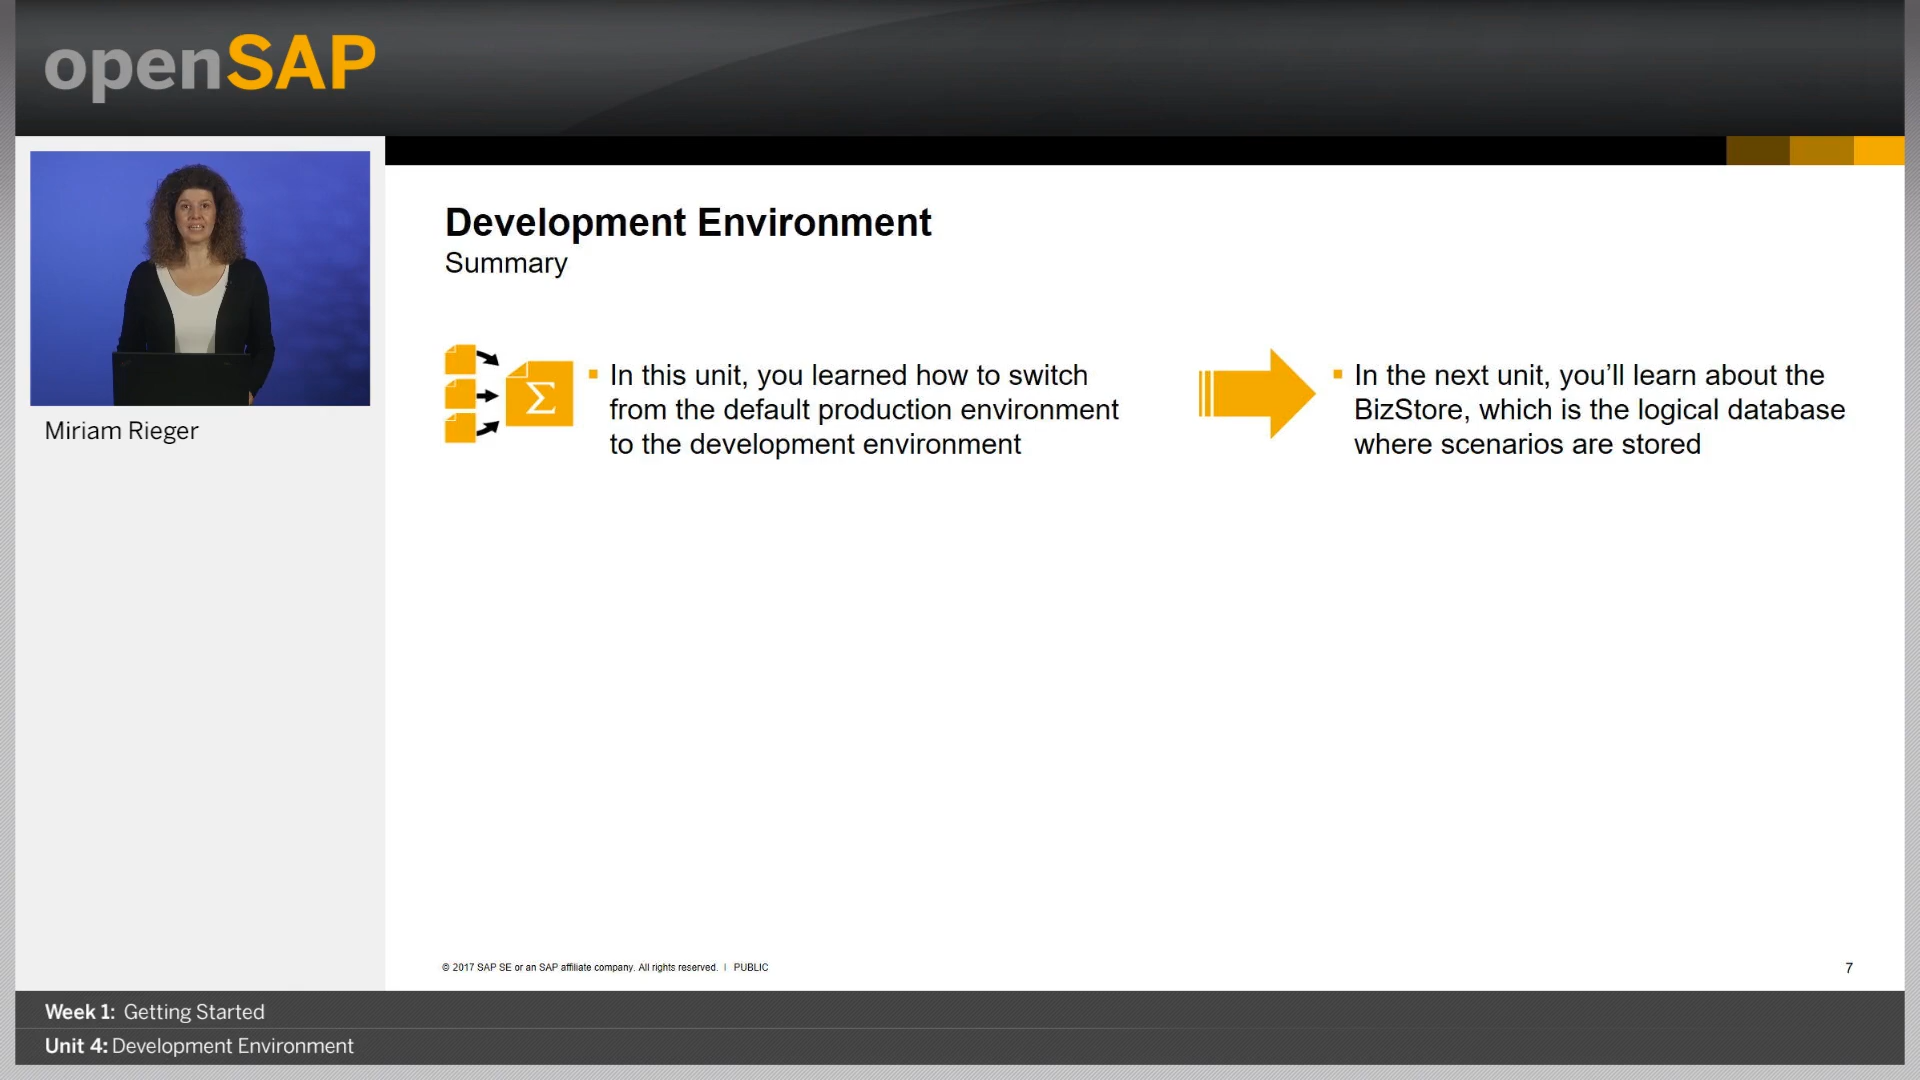 openSAP
Miriam Rieger
Development Environment
Summary
Σ
▪ In this unit, you learned how to switch
from the default production environment
to the development environment
▪ In the next unit, you’ll learn about the
BizStore, which is the logical database
where scenarios are stored
© 2017 SAP SE or an SAP affiliate company. All rights reserved. | PUBLIC
7
Week 1: Getting Started
Unit 4: Development Environment